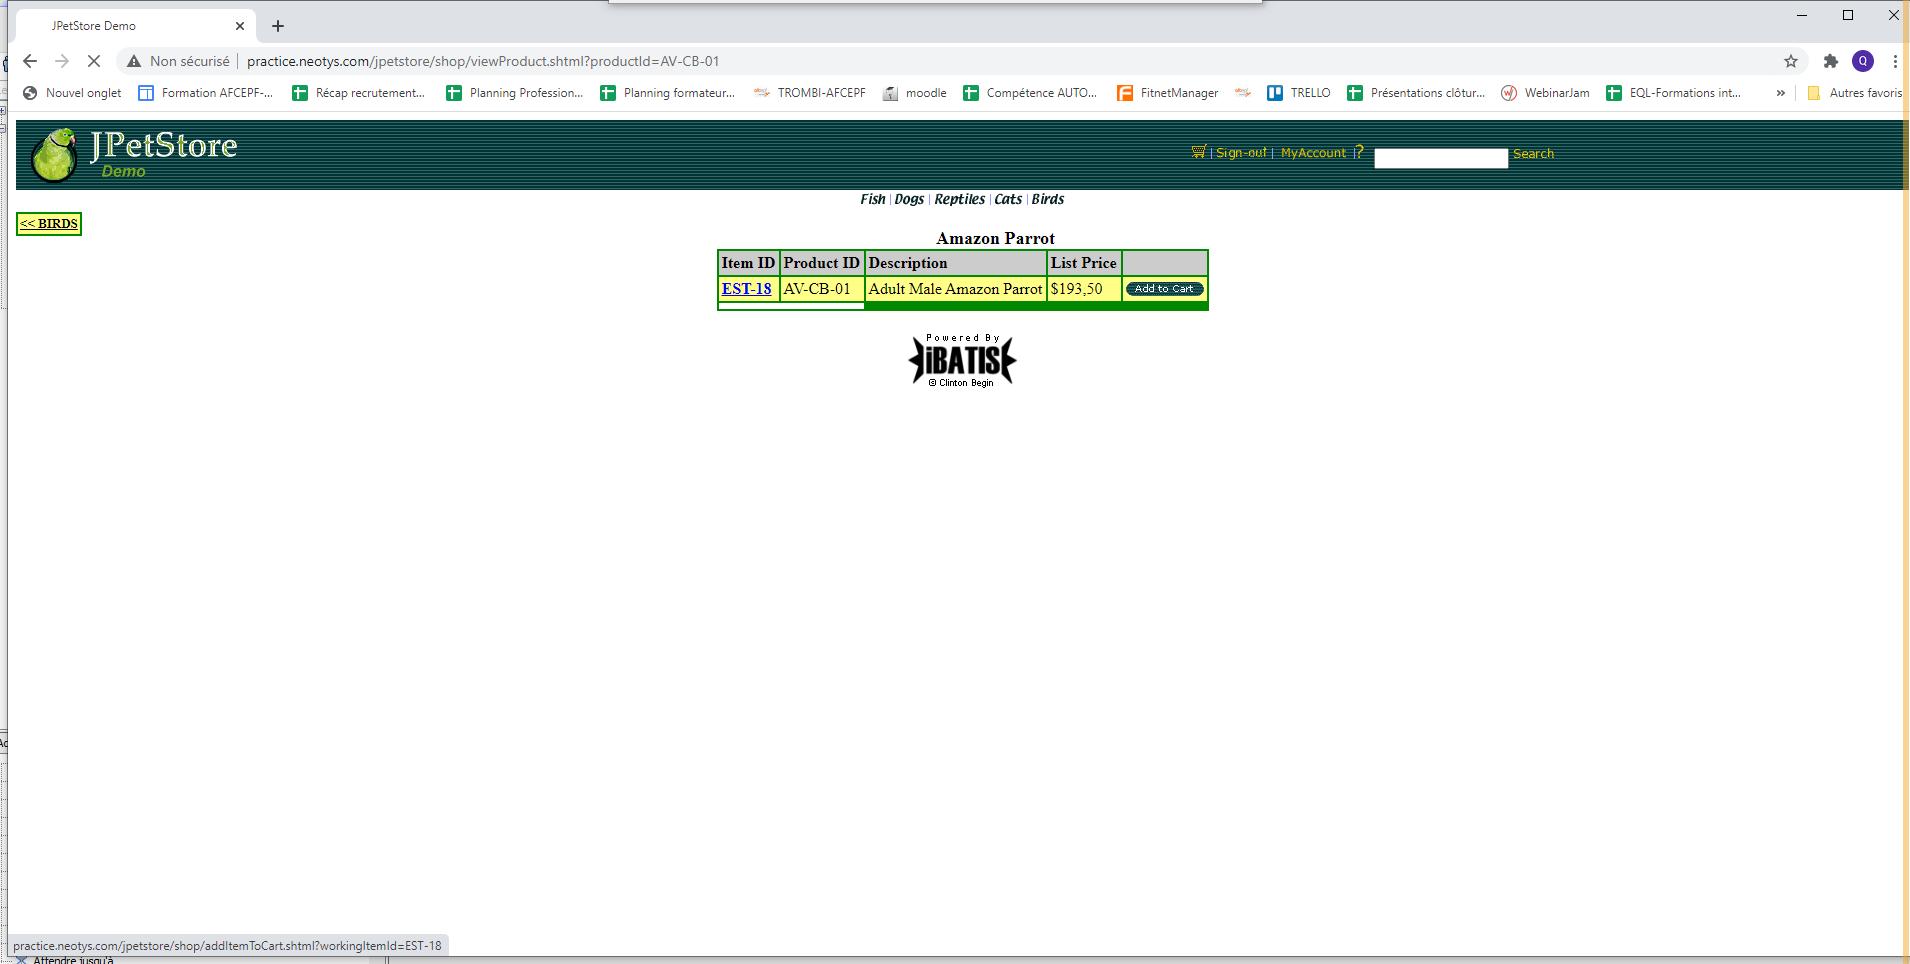 JPetStore Demo
Non sécurisé practice.neotys.com/jpetstore/shop/viewProduct.shtml?productId=AV-CB-01
Nouvel onglet Formation AFCEPF-... Récap recrutement... Planning Profession... Planning formateur... TROMBI-AFCEPF moodle Compétence AUTO... FitnetManager TRELLO Présentations clôtur... WebinarJam EQL-Formations int... » Autres favoris
JPetStore
Demo
| Sign-out | MyAccount | ? Search
Fish | Dogs | Reptiles | Cats | Birds
<< BIRDS
Amazon Parrot
Item ID Product ID Description List Price
EST-18 AV-CB-01 Adult Male Amazon Parrot $193,50 Add to Cart
Powered By
iBATIS
© Clinton Begin
practice.neotys.com/jpetstore/shop/addItemToCart.shtml?workingItemId=EST-18
Attendre jusqu'à